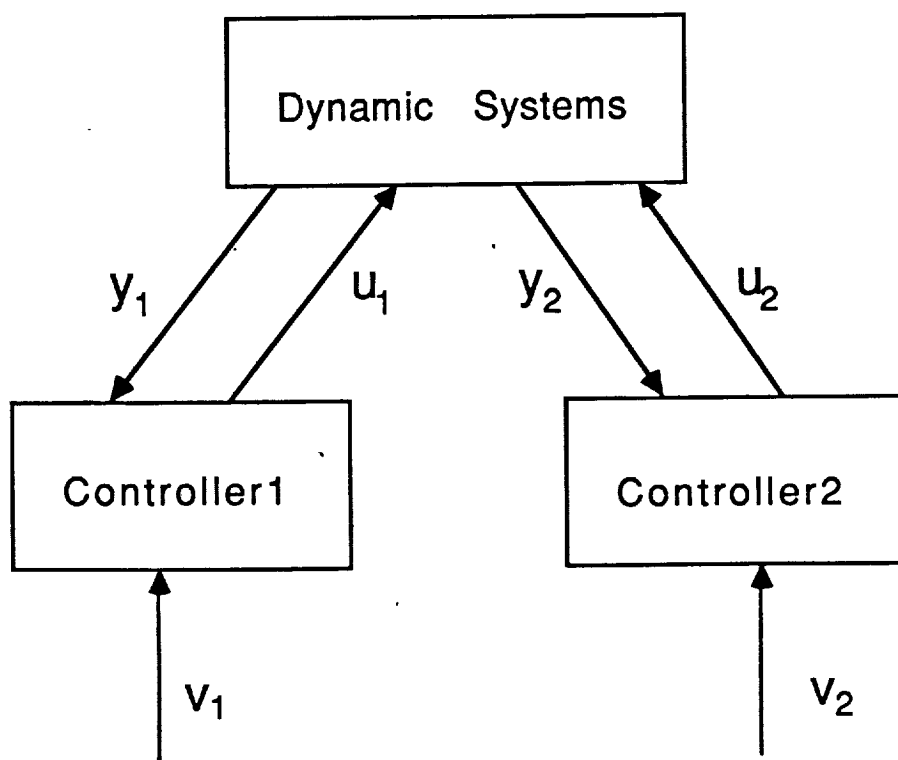 Dynamic Systems
y₁
u₁
y₂
u₂
Controller1
Controller2
v₁
v₂